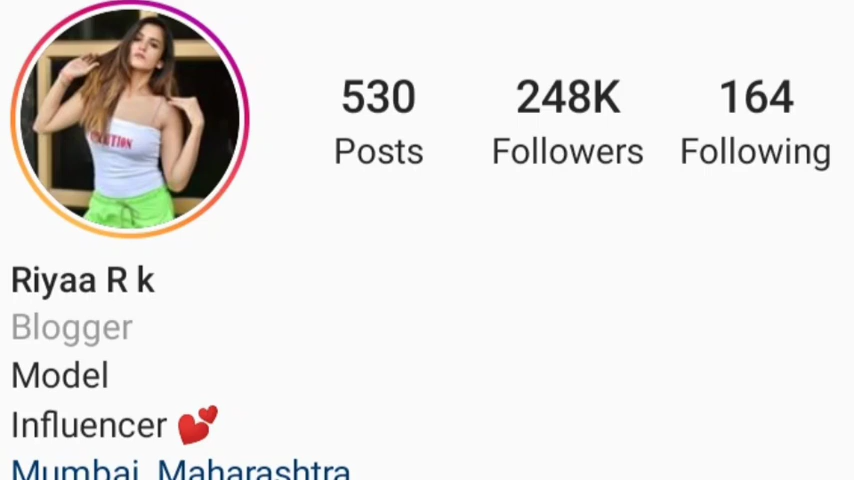 530 248K 164
Posts Followers Following
Riyaa R k
Blogger
Model
Influencer 💕
Mumbai, Maharashtra